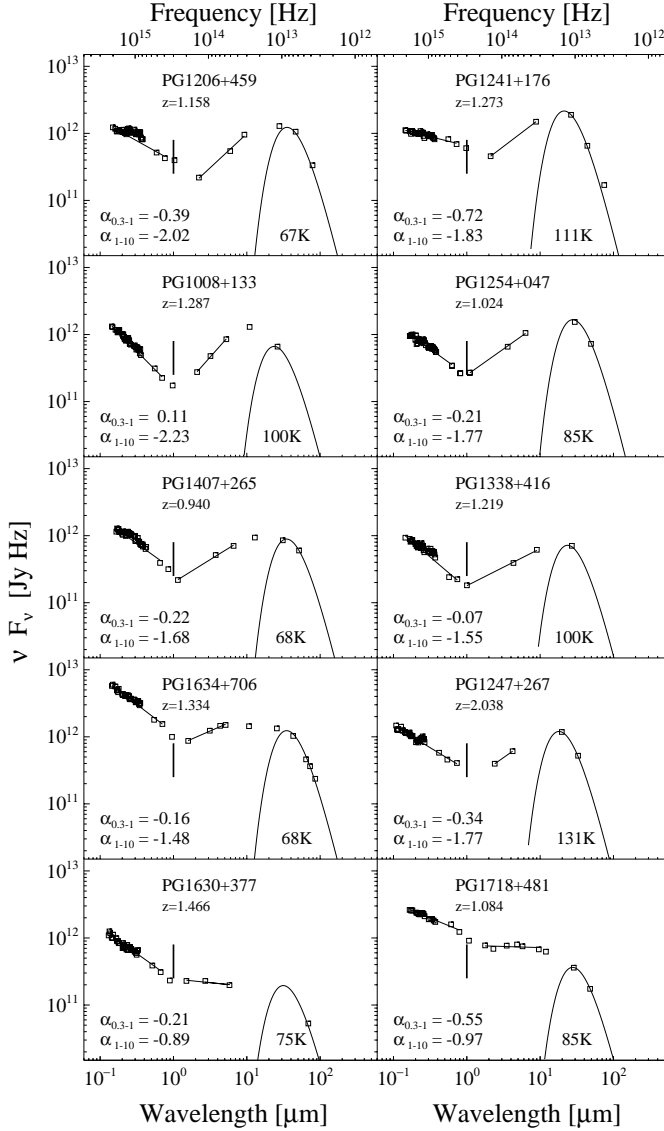 Frequency [Hz] Frequency [Hz]
10^15 10^14 10^13 10^12 10^15 10^14 10^13 10^12
ν F_ν [Jy Hz]
10^13
10^12
10^11
PG1206+459
z=1.158
α_0.3-1 = -0.39
α_1-10 = -2.02
67K
PG1241+176
z=1.273
α_0.3-1 = -0.72
α_1-10 = -1.83
111K
10^13
10^12
10^11
PG1008+133
z=1.287
α_0.3-1 = 0.11
α_1-10 = -2.23
100K
PG1254+047
z=1.024
α_0.3-1 = -0.21
α_1-10 = -1.77
85K
10^13
10^12
10^11
PG1407+265
z=0.940
α_0.3-1 = -0.22
α_1-10 = -1.68
68K
PG1338+416
z=1.219
α_0.3-1 = -0.07
α_1-10 = -1.55
100K
10^13
10^12
10^11
PG1634+706
z=1.334
α_0.3-1 = -0.16
α_1-10 = -1.48
68K
PG1247+267
z=2.038
α_0.3-1 = -0.34
α_1-10 = -1.77
131K
10^13
10^12
10^11
PG1630+377
z=1.466
α_0.3-1 = -0.21
α_1-10 = -0.89
75K
PG1718+481
z=1.084
α_0.3-1 = -0.55
α_1-10 = -0.97
85K
10^-1 10^0 10^1 10^2 10^-1 10^0 10^1 10^2
Wavelength [μm] Wavelength [μm]